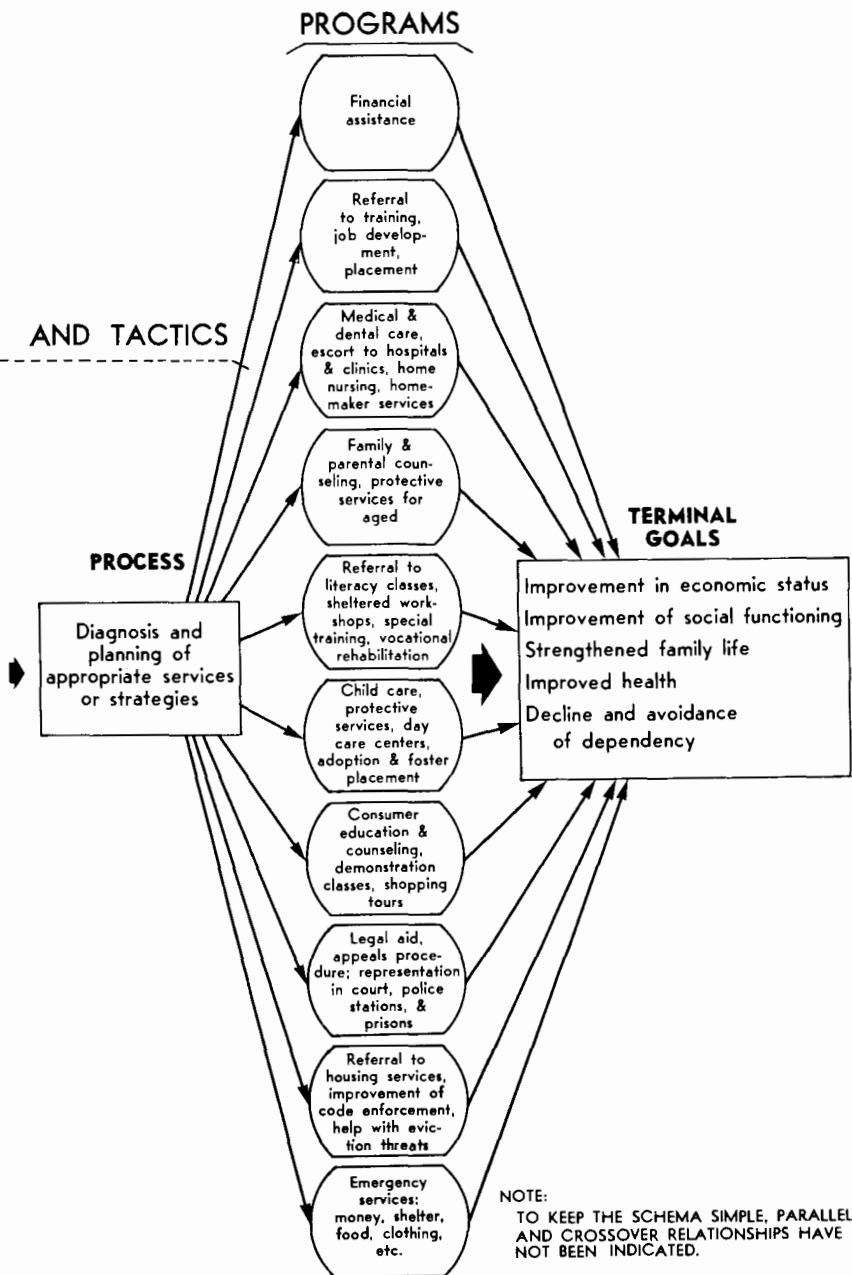 PROGRAMS
Financial
assistance
Referral
to training,
job develop-
ment,
placement
AND TACTICS
Medical &
dental care,
escort to hospitals
& clinics, home
nursing, home-
maker services
Family &
parental coun-
seling, protective
services for
aged
PROCESS
Diagnosis and
planning of
appropriate services
or strategies
Referral to
literacy classes,
sheltered work-
shops, special
training, vocational
rehabilitation
Child care,
protective
services, day
care centers,
adoption & foster
placement
Consumer
education &
counseling,
demonstration
classes, shopping
tours
Legal aid,
appeals proce-
dure; representation
in court, police
stations, &
prisons
Referral to
housing services,
improvement of
code enforcement,
help with evic-
tion threats
Emergency
services:
money, shelter,
food, clothing,
etc.
TERMINAL
GOALS
Improvement in economic status
Improvement of social functioning
Strengthened family life
Improved health
Decline and avoidance
of dependency
NOTE:
TO KEEP THE SCHEMA SIMPLE, PARALLEL
AND CROSSOVER RELATIONSHIPS HAVE
NOT BEEN INDICATED.